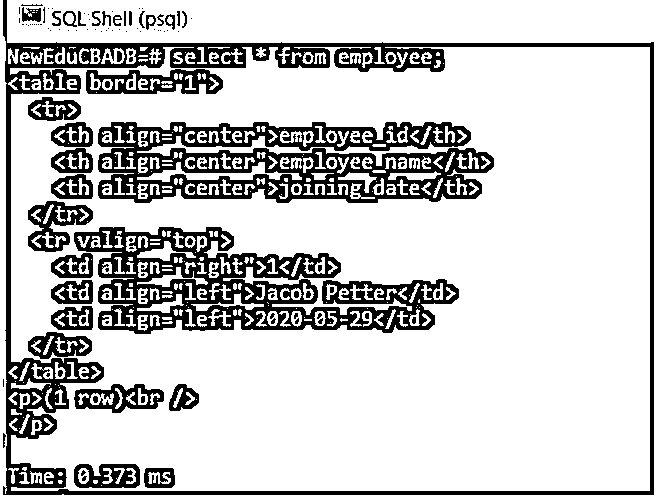 SQL Shell (psql)
NewEduCBADB=# select * from employee;
<table border="1">
  <tr>
    <th align="center">employee_id</th>
    <th align="center">employee_name</th>
    <th align="center">joining_date</th>
  </tr>
  <tr valign="top">
    <td align="right">1</td>
    <td align="left">Jacob Petter</td>
    <td align="left">2020-05-29</td>
  </tr>
</table>
<p>(1 row)<br />
</p>
Time: 0.373 ms